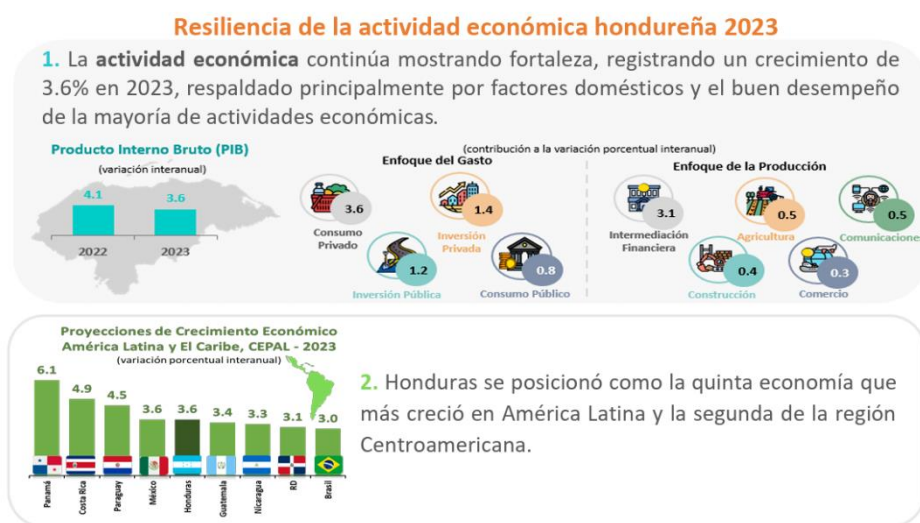 Resiliencia de la actividad económica hondureña 2023
1. La actividad económica continúa mostrando fortaleza, registrando un crecimiento de
3.6% en 2023, respaldado principalmente por factores domésticos y el buen desempeño
de la mayoría de actividades económicas.
Producto Interno Bruto (PIB)
(variación interanual)
4.1
3.6
2022
2023
(contribución a la variación porcentual interanual)
Enfoque del Gasto
3.6
Consumo
Privado
1.4
Inversión
Privada
1.2
Inversión Pública
0.8
Consumo Público
Enfoque de la Producción
3.1
Intermediación
Financiera
0.5
Agricultura
0.5
Comunicacione
0.4
Construcción
0.3
Comercio
Proyecciones de Crecimiento Económico
América Latina y El Caribe, CEPAL - 2023
(variación porcentual interanual)
6.1
4.9
4.5
3.6
3.6
3.4
3.3
3.1
3.0
Panamá
Costa Rica
Paraguay
México
Honduras
Guatemala
Nicaragua
RD
Brasil
2. Honduras se posicionó como la quinta economía que
más creció en América Latina y la segunda de la región
Centroamericana.